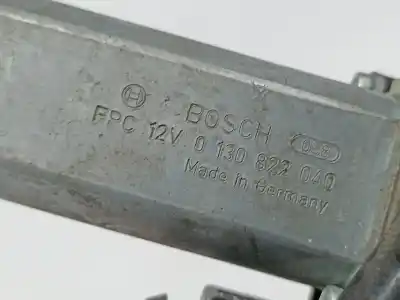 BOSCH
FPC 12V 0 130 822 040
Made in Germany